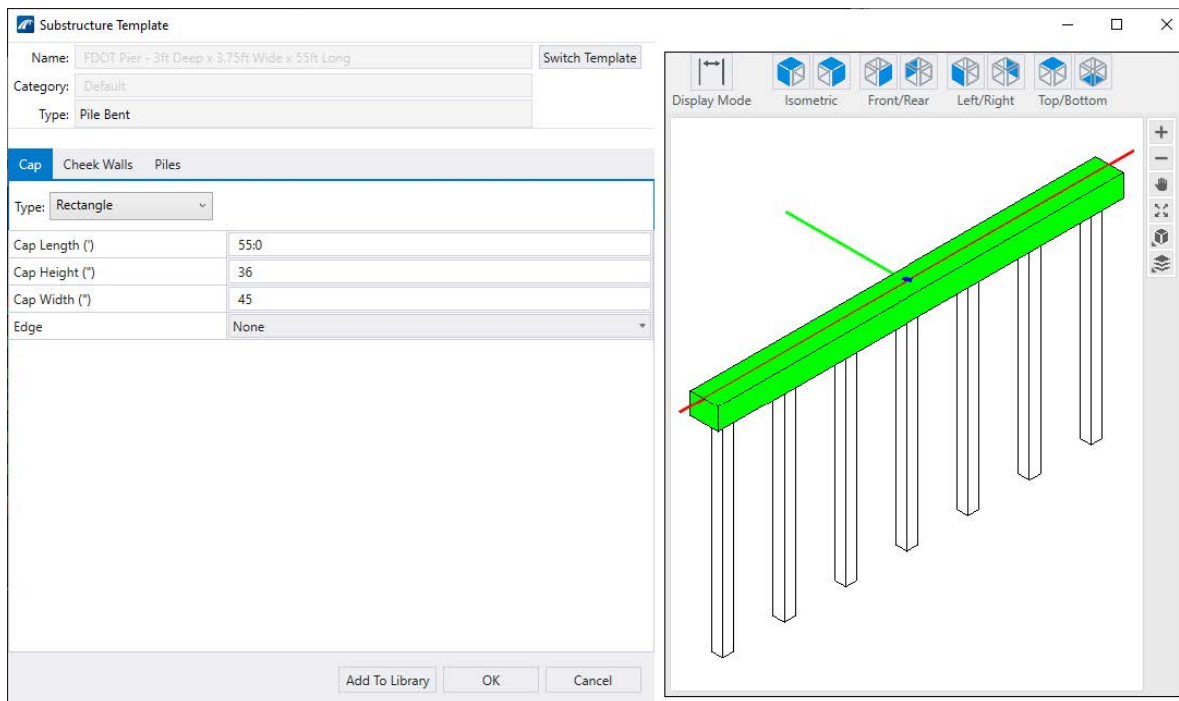 Substructure Template
Name: FDOT Pier - 3ft Deep x 3.75ft Wide x 55ft Long Switch Template
Category: Default
Type: Pile Bent
Cap Cheek Walls Piles
Type: Rectangle
Cap Length (') 55:0
Cap Height (") 36
Cap Width (") 45
Edge None
Add To Library OK Cancel
Display Mode Isometric Front/Rear Left/Right Top/Bottom